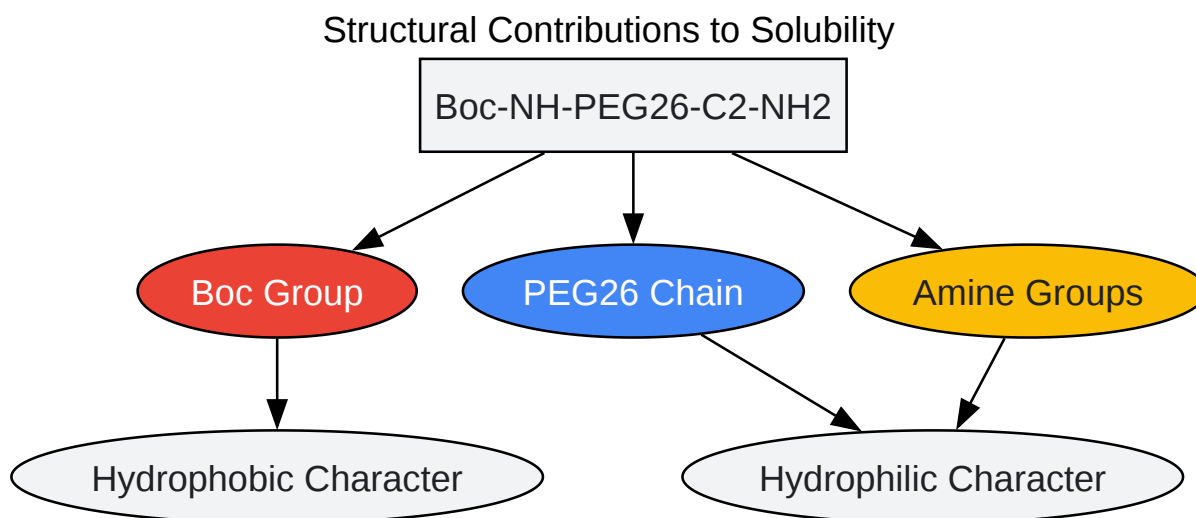 Structural Contributions to Solubility
Boc-NH-PEG26-C2-NH2
Boc Group
PEG26 Chain
Amine Groups
Hydrophobic Character
Hydrophilic Character